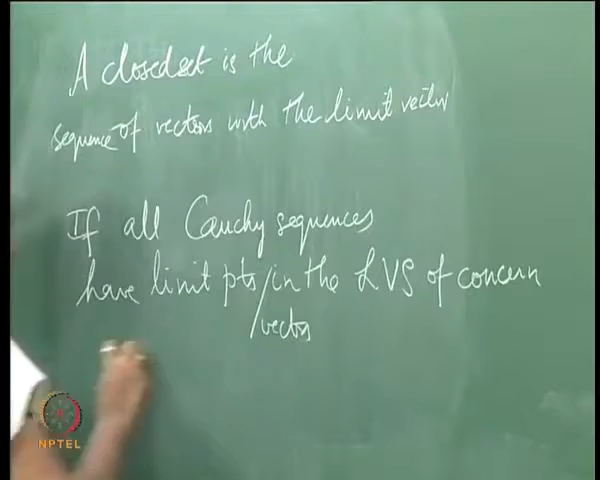 A closed set is the
sequence of vectors with the limit vector
If all Cauchy sequences
have limit pts/in the LVS of concern
/vectors
NPTEL